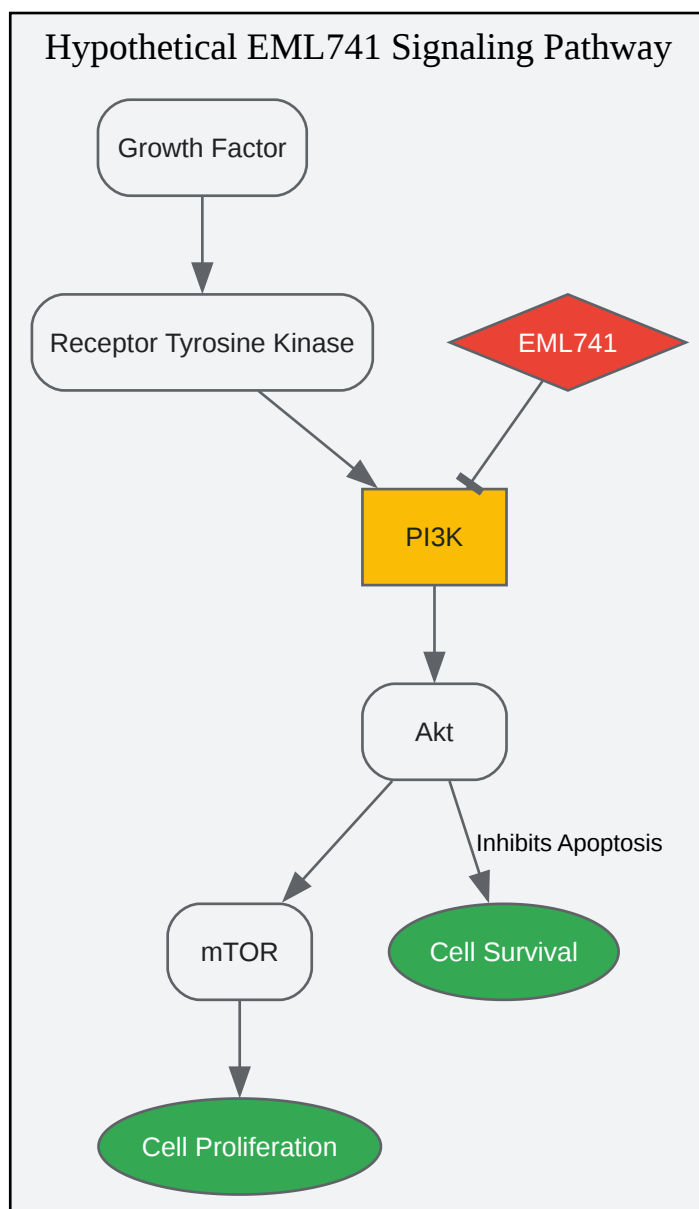 Hypothetical EML741 Signaling Pathway
Growth Factor
Receptor Tyrosine Kinase
EML741
PI3K
Akt
Inhibits Apoptosis
mTOR
Cell Survival
Cell Proliferation